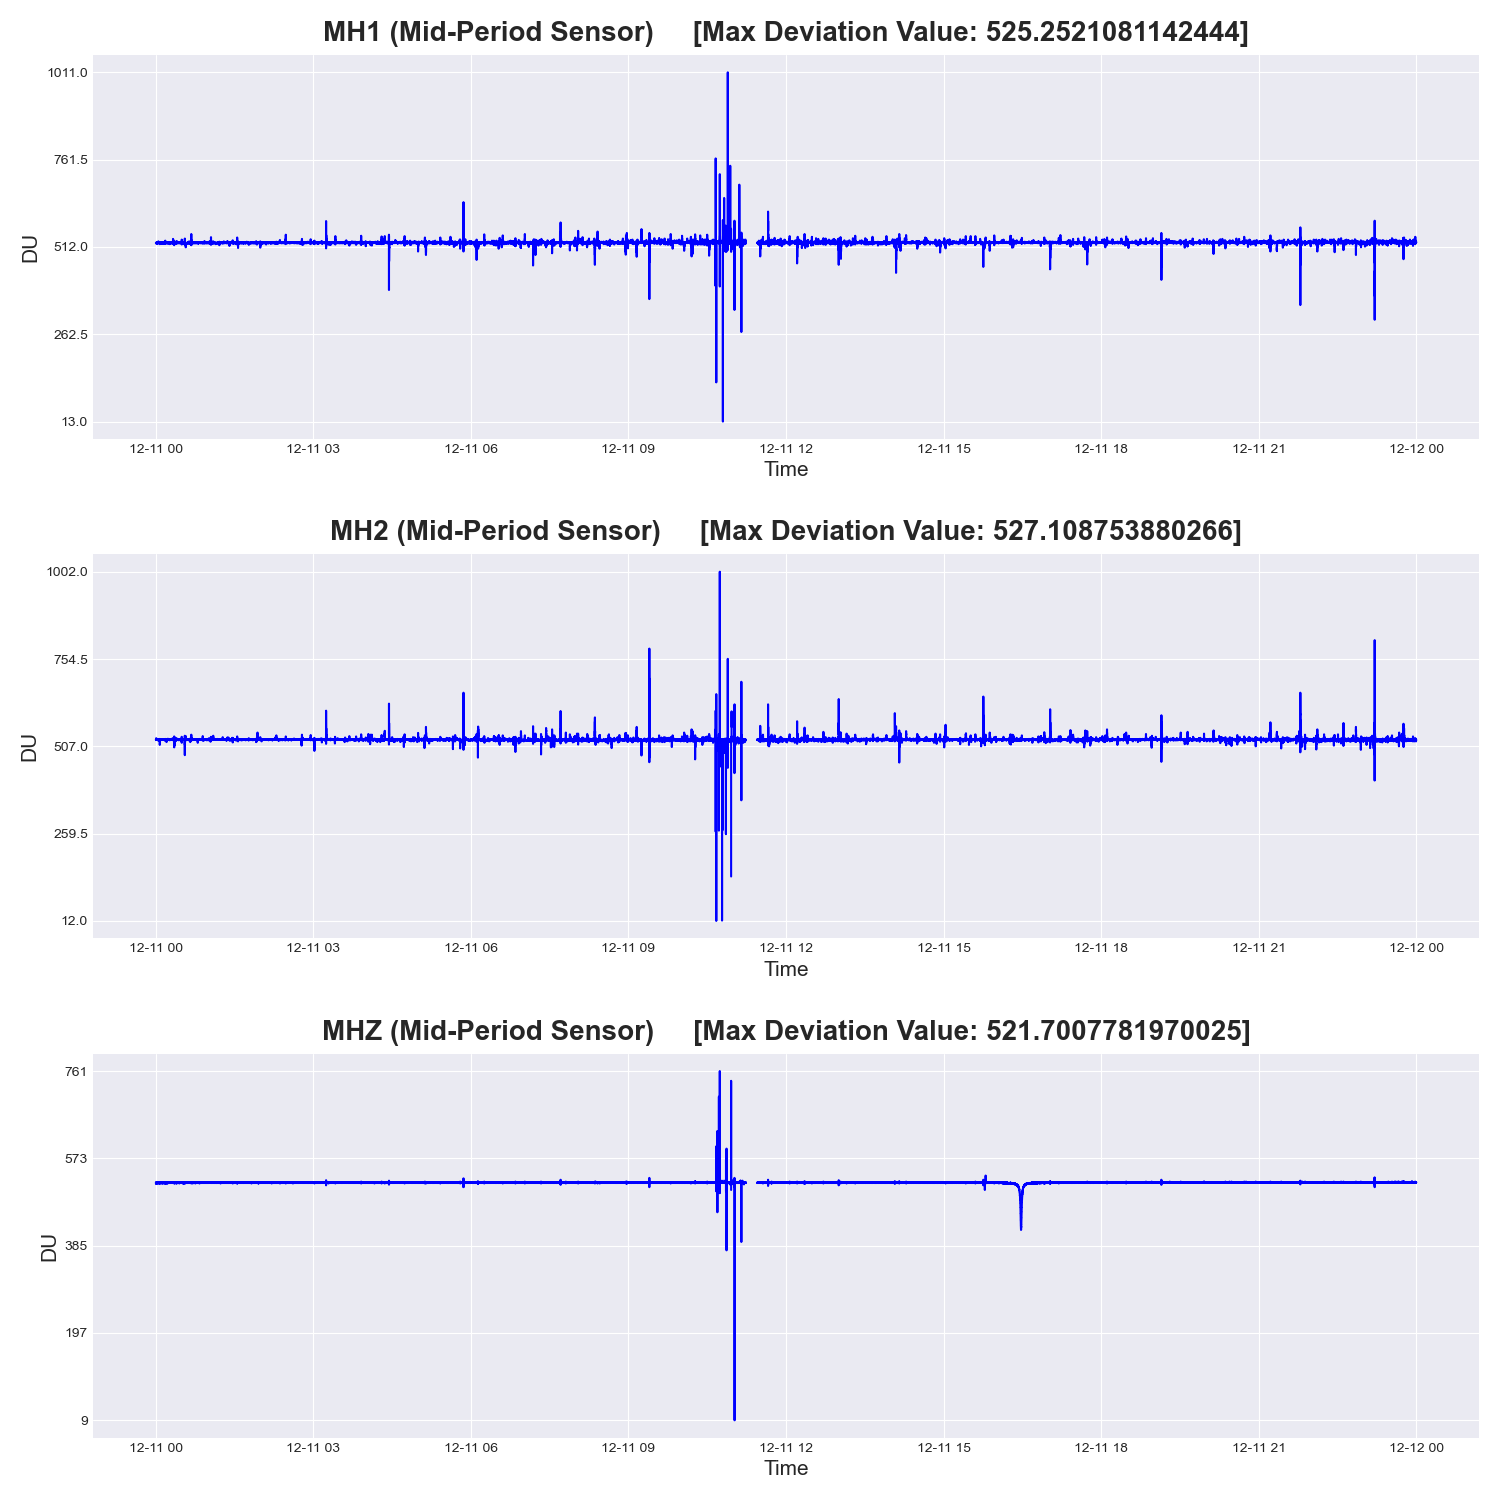 MH1 (Mid-Period Sensor)     [Max Deviation Value: 525.2521081142444]
1011.0
761.5
512.0
262.5
13.0
DU
12-11 00 12-11 03 12-11 06 12-11 09 12-11 12 12-11 15 12-11 18 12-11 21 12-12 00
Time
MH2 (Mid-Period Sensor)     [Max Deviation Value: 527.108753880266]
1002.0
754.5
507.0
259.5
12.0
DU
12-11 00 12-11 03 12-11 06 12-11 09 12-11 12 12-11 15 12-11 18 12-11 21 12-12 00
Time
MHZ (Mid-Period Sensor)     [Max Deviation Value: 521.7007781970025]
761
573
385
197
9
DU
12-11 00 12-11 03 12-11 06 12-11 09 12-11 12 12-11 15 12-11 18 12-11 21 12-12 00
Time